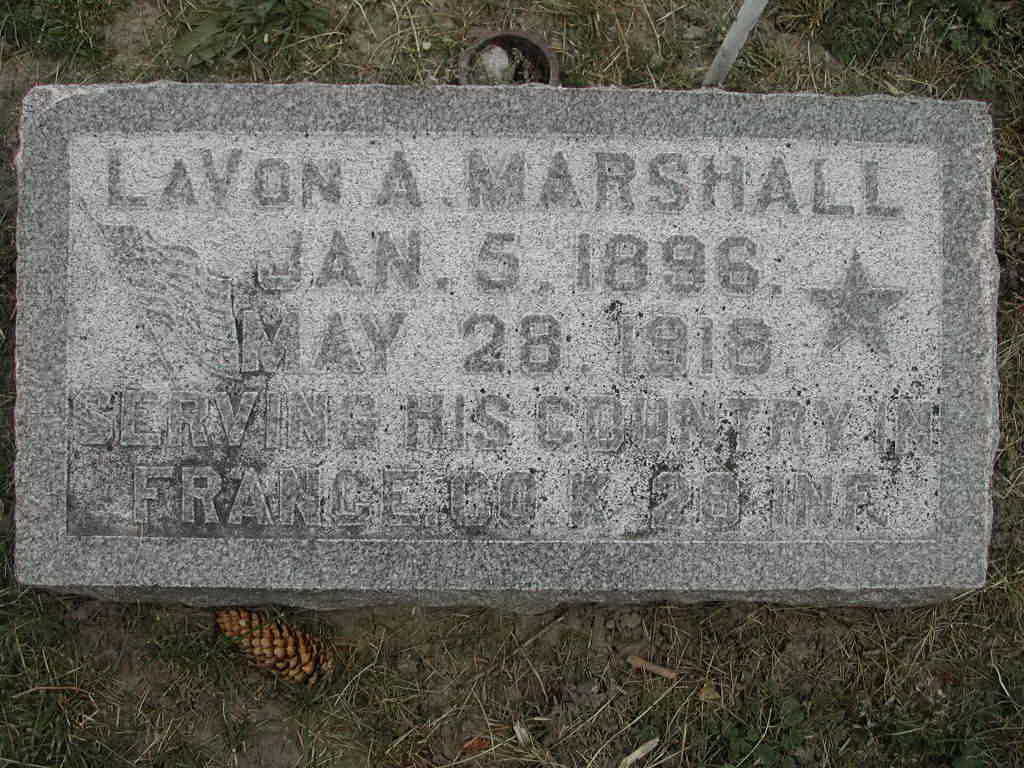 LAVON A. MARSHALL
JAN. 5. 1896.
MAY 28. 1918.
SERVING HIS COUNTRY IN
FRANCE. CO. K. 28 INF.